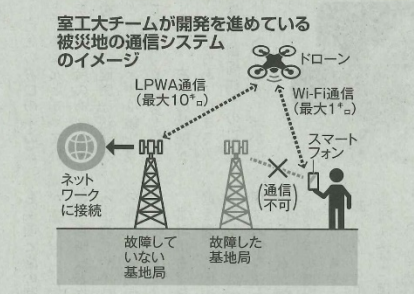 室工大チームが開発を進めている
被災地の通信システム
のイメージ
ドローン
LPWA通信
(最大10㌔)
Wi-Fi通信
(最大1㌔)
スマート
フォン
ネット
ワーク
に接続
(通信
不可)
故障して
いない
基地局
故障した
基地局